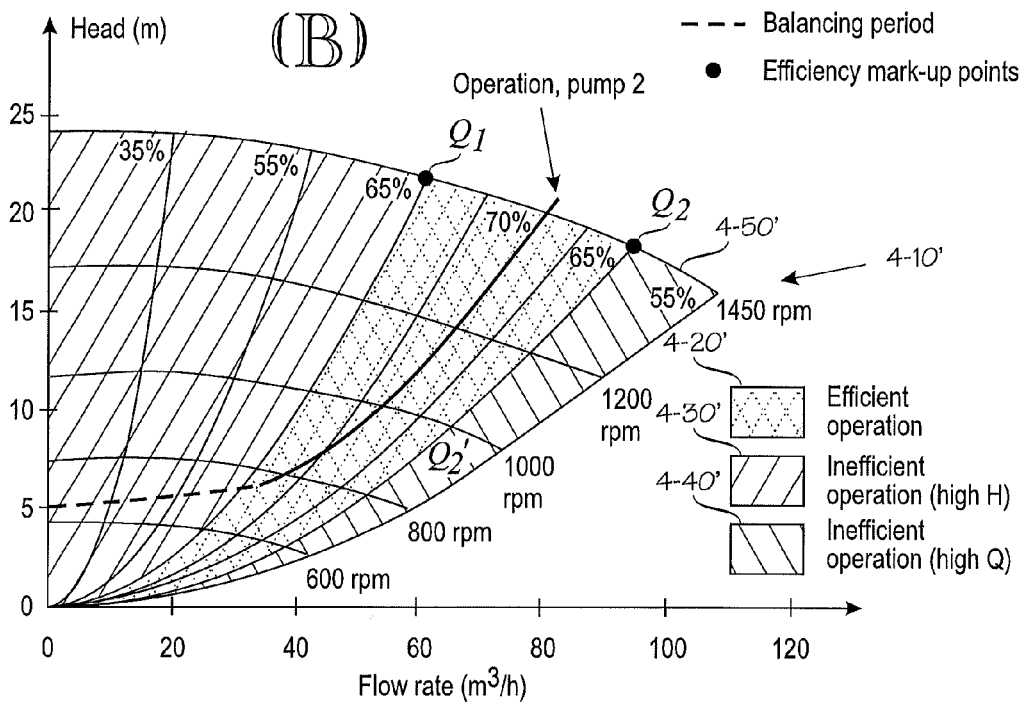 Head (m)
(B)
Balancing period
Efficiency mark-up points
Operation, pump 2
25
20
15
10
5
0
35%
55%
65%
Q1
70%
65%
Q2
55%
4-50'
4-10'
1450 rpm
4-20'
1200
rpm
4-30'
Q2'
1000
rpm
4-40'
800 rpm
600 rpm
Efficient
operation
Inefficient
operation (high H)
Inefficient
operation (high Q)
0
20
40
60
80
100
120
Flow rate (m³/h)